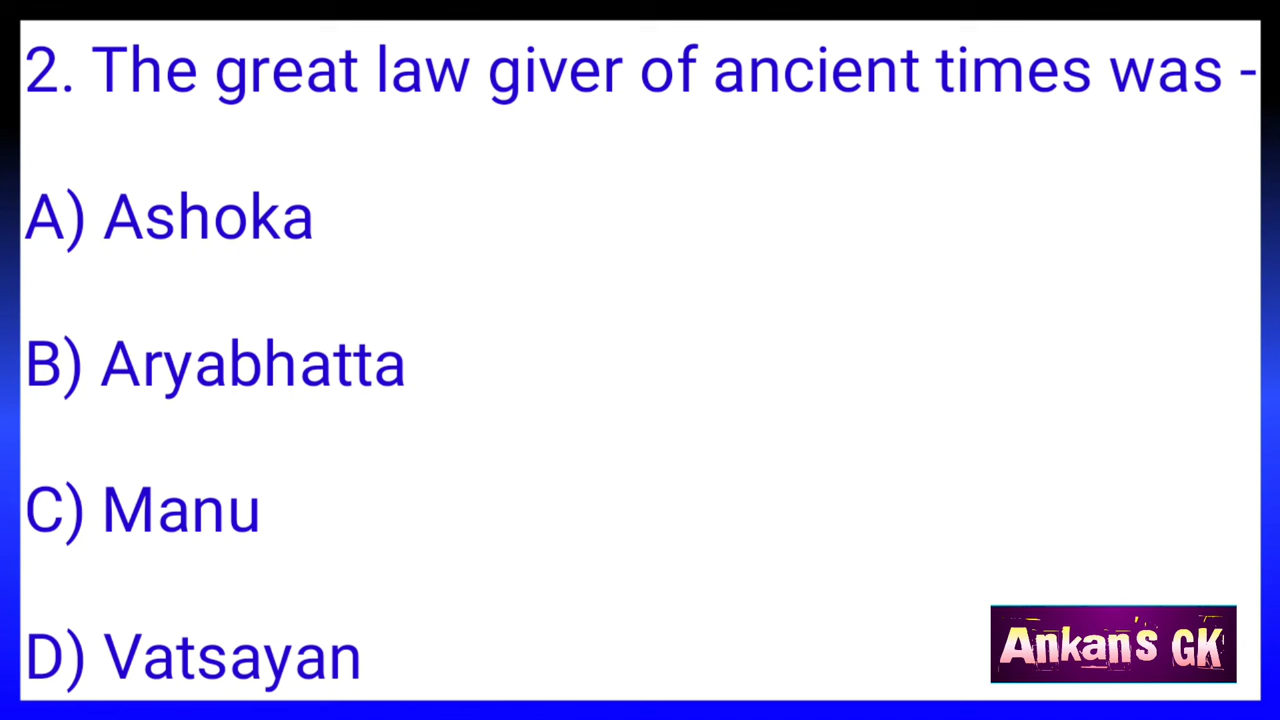 2. The great law giver of ancient times was -
A) Ashoka
B) Aryabhatta
C) Manu
D) Vatsayan
Ankan's GK